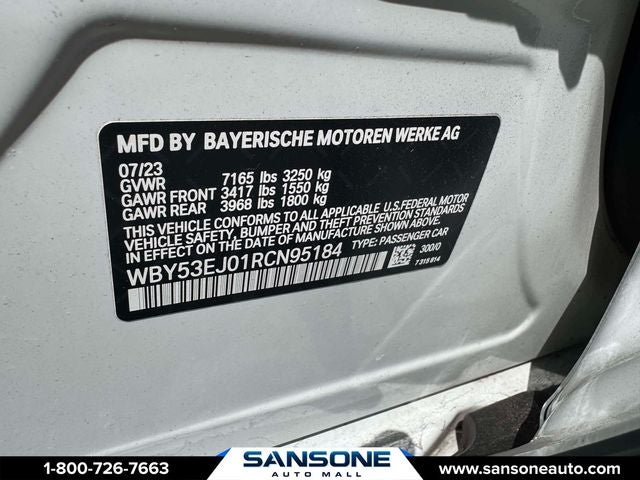 MFD BY BAYERISCHE MOTOREN WERKE AG
07/23
GVWR 7165 lbs 3250 kg
GAWR FRONT 3417 lbs 1550 kg
GAWR REAR 3968 lbs 1800 kg
THIS VEHICLE CONFORMS TO ALL APPLICABLE U.S.FEDERAL MOTOR
VEHICLE SAFETY, BUMPER, AND THEFT PREVENTION STANDARDS
IN EFFECT ON THE DATE OF MANUFACTURE SHOWN ABOVE.
WBY53EJ01RCN95184 TYPE: PASSENGER CAR
300/0
7 315 814
1-800-726-7663
SANSONE
AUTO MALL
www.sansoneauto.com